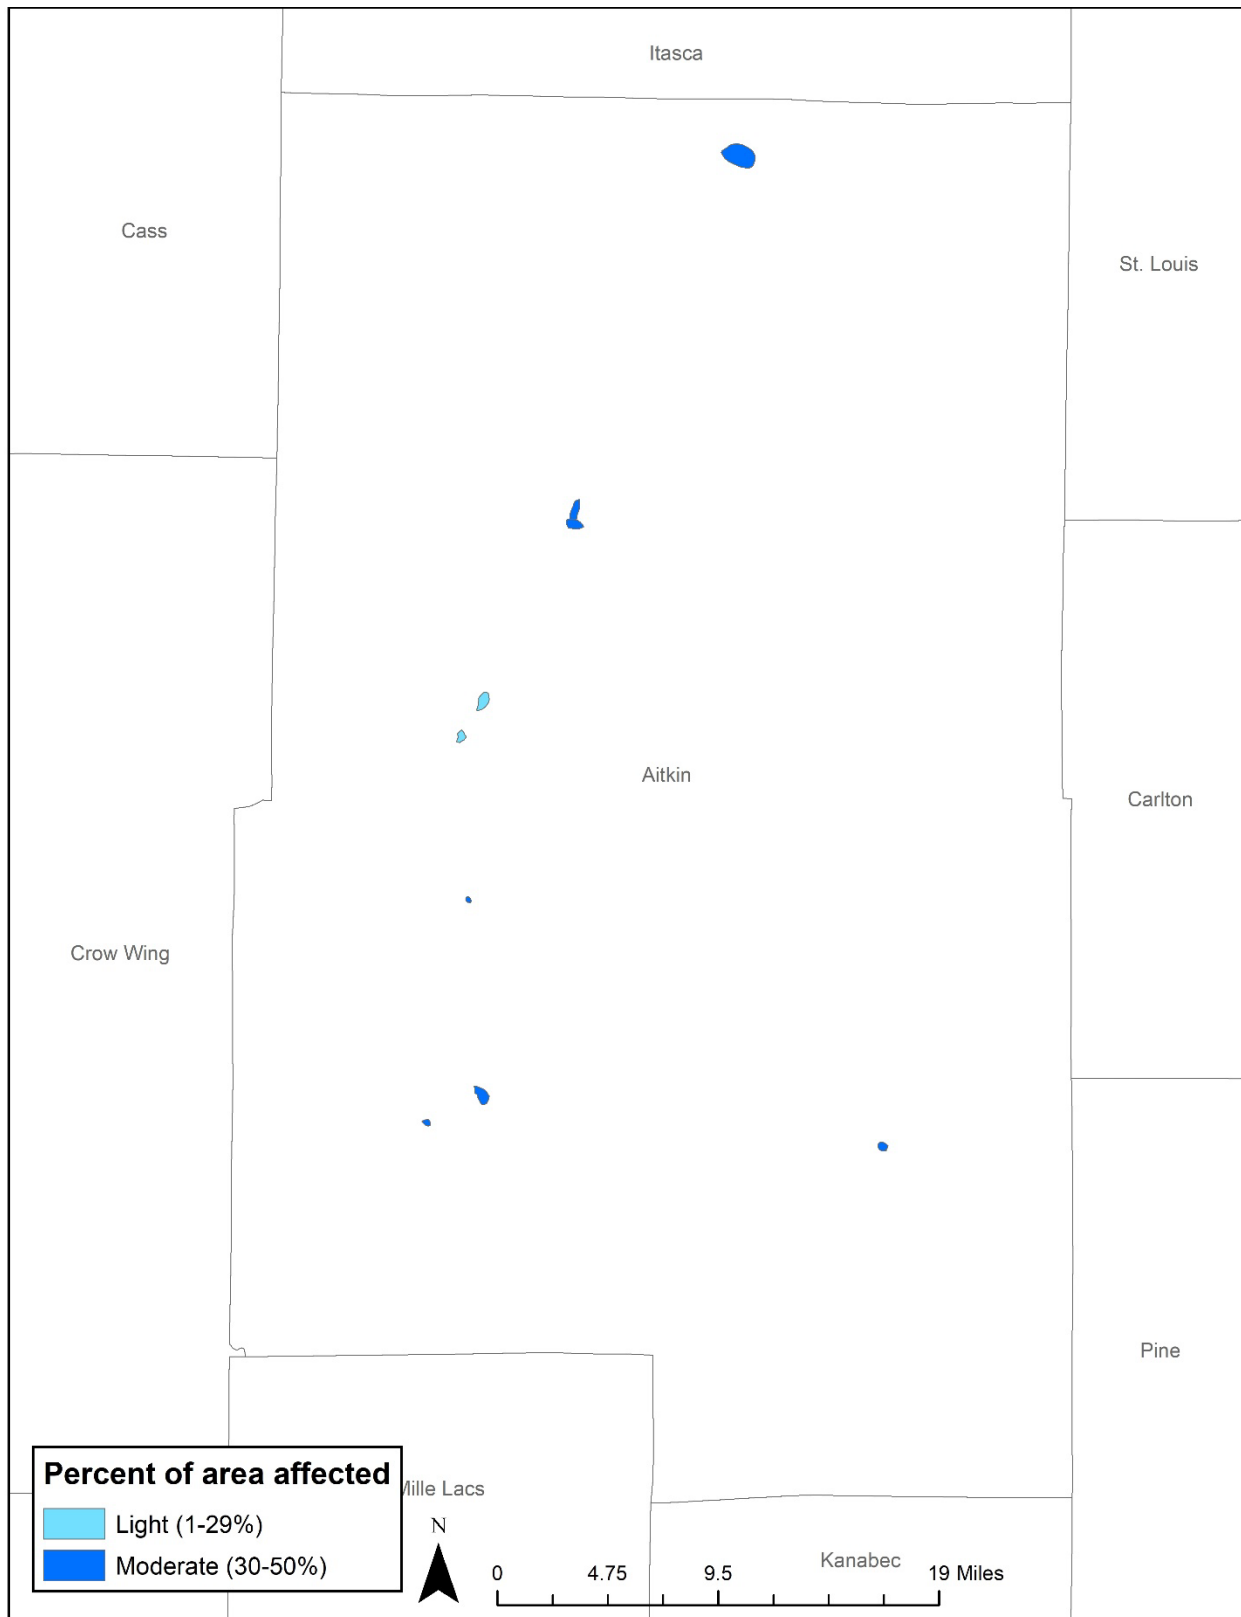 Itasca
Cass
St. Louis
Aitkin
Carlton
Crow Wing
Pine
Percent of area affected
Light (1-29%)
Moderate (30-50%)
Mille Lacs
N
0 4.75 9.5 19 Miles
Kanabec